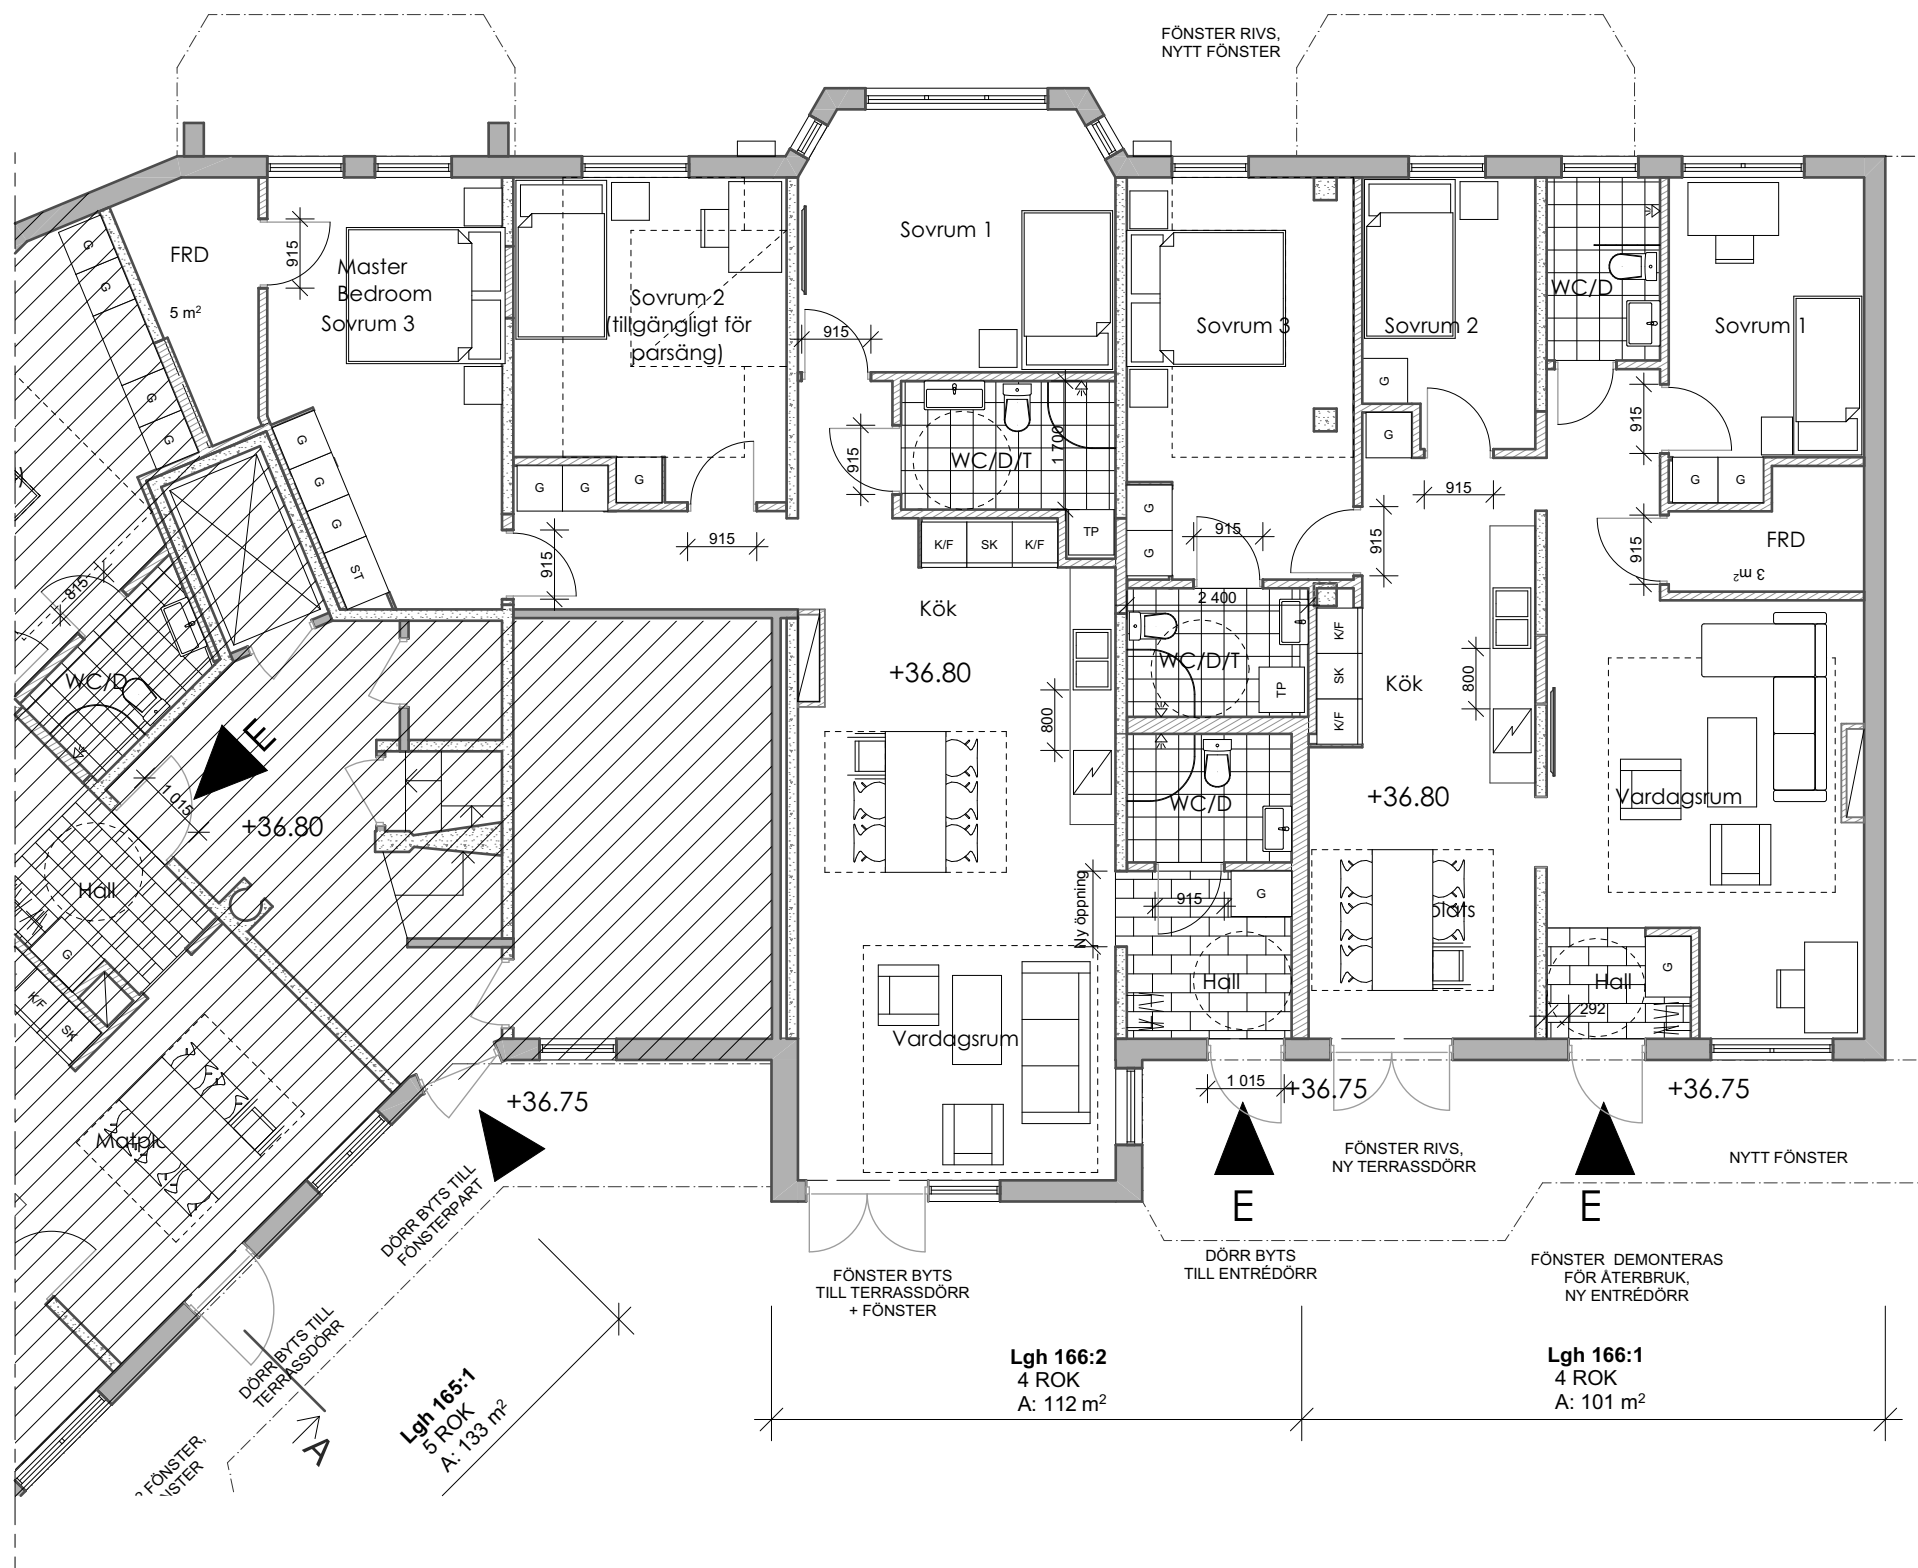 FÖNSTER RIVS,
NYTT FÖNSTER
FRD
5 m²
915
Master
Bedroom
Sovrum 3
Sovrum 2
(tillgängligt för
parsäng)
Sovrum 1
915
Sovrum 3
Sovrum 2
WC/D
Sovrum 1
G
G
G
G
G
G
G
G
ST
G
G
G
915
915
915
WC/D/T
1 700
K/F
SK
K/F
TP
G
G
915
915
G
G
915
915
G
G
915
FRD
3 m²
815
WC/D
E
1 015
+36.80
Hall
C
G
K/F
SK
Kök
+36.80
800
2 400
WC/D/T
TP
K/F
SK
K/F
Kök
800
+36.80
WC/D
Vardagsrum
Ny öppning
915
G
Hall
plats
Hall
G
292
Vardagsrum
+36.75
1 015
+36.75
+36.75
E
E
FÖNSTER RIVS,
NY TERRASSDÖRR
NYTT FÖNSTER
DÖRR BYTS TILL
FÖNSTERPART
DÖRR BYTS TILL
TERRASSDÖRR
A
FÖNSTER BYTS
TILL TERRASSDÖRR
+ FÖNSTER
DÖRR BYTS
TILL ENTRÉDÖRR
FÖNSTER DEMONTERAS
FÖR ÅTERBRUK,
NY ENTRÉDÖRR
Lgh 165:1
5 ROK
A: 133 m²
Lgh 166:2
4 ROK
A: 112 m²
Lgh 166:1
4 ROK
A: 101 m²
FÖNSTER,